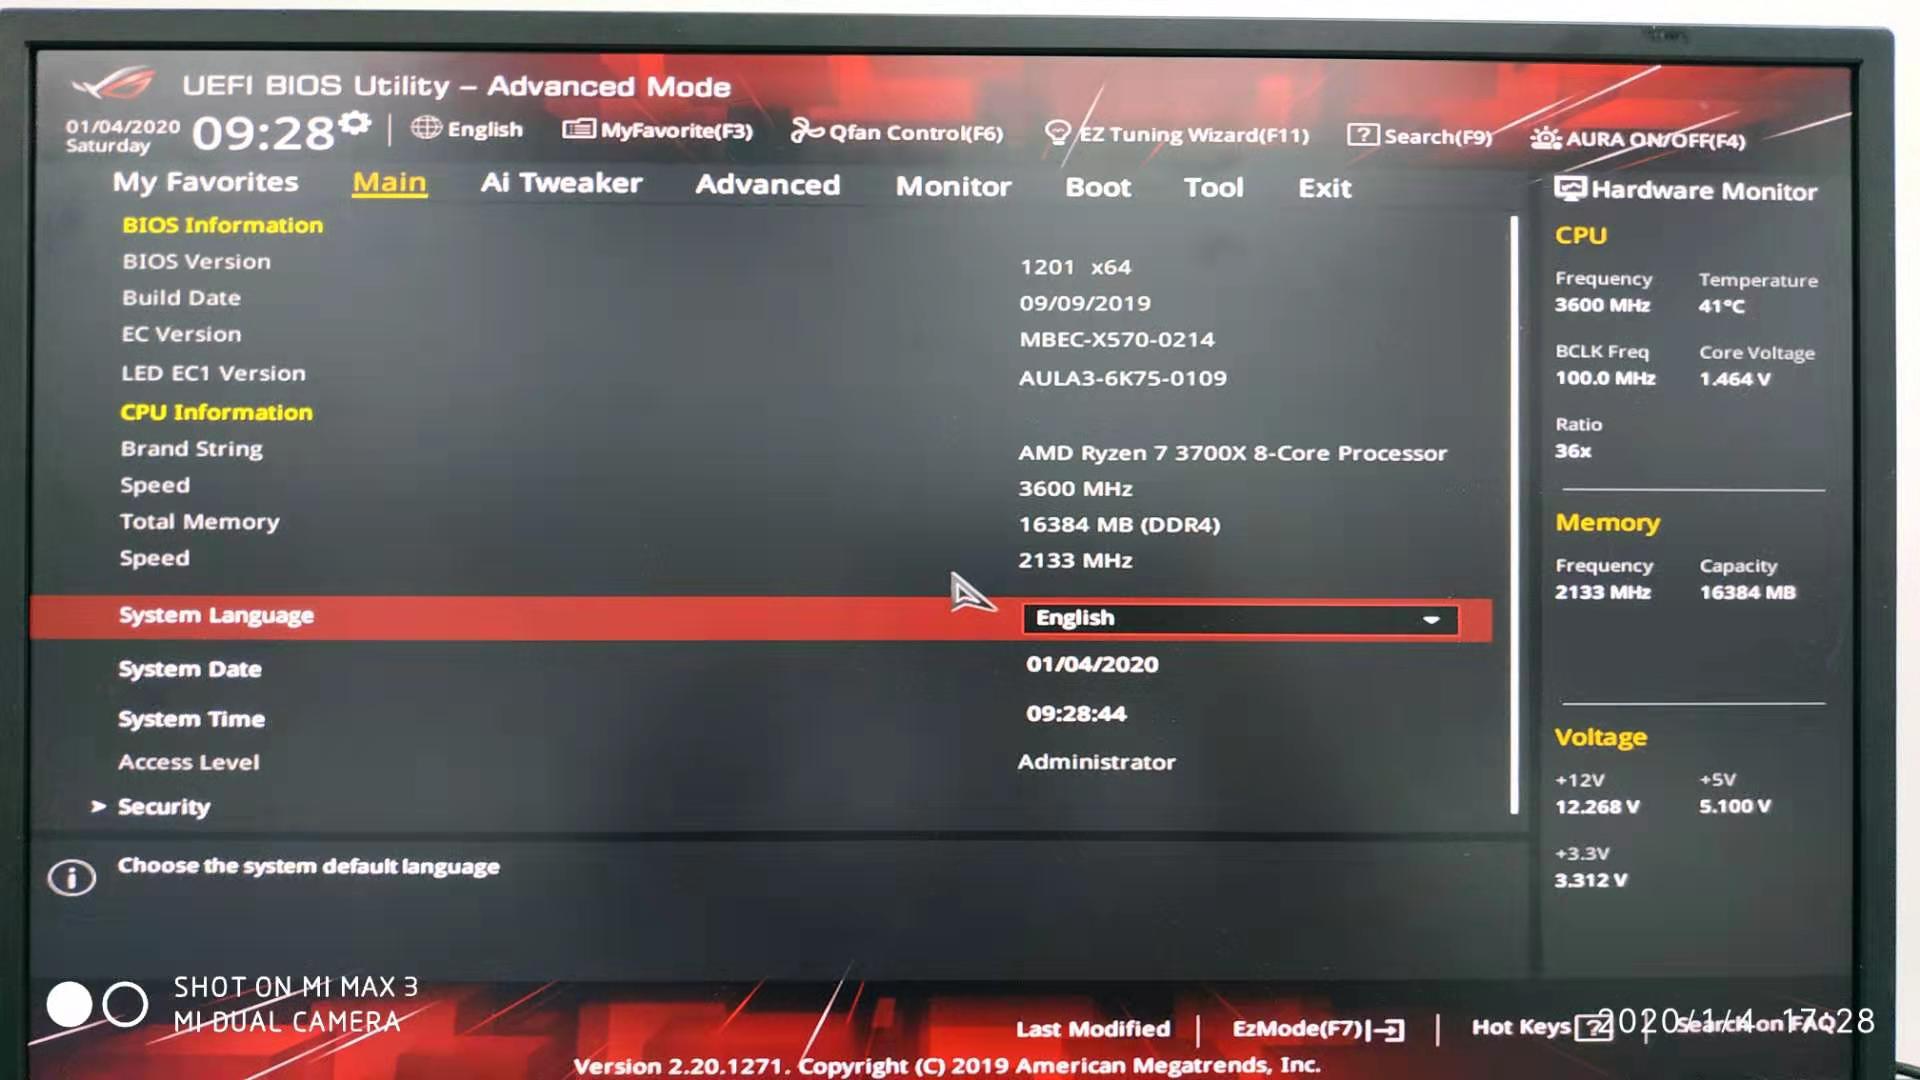 UEFI BIOS Utility – Advanced Mode
01/04/2020
Saturday
09:28
English
MyFavorite(F3)
Qfan Control(F6)
EZ Tuning Wizard(F11)
? Search(F9)
AURA ON/OFF(F4)
My Favorites Main Ai Tweaker Advanced Monitor Boot Tool Exit
BIOS Information
BIOS Version 1201 x64
Build Date 09/09/2019
EC Version MBEC-X570-0214
LED EC1 Version AULA3-6K75-0109
CPU Information
Brand String AMD Ryzen 7 3700X 8-Core Processor
Speed 3600 MHz
Total Memory 16384 MB (DDR4)
Speed 2133 MHz
System Language English
System Date 01/04/2020
System Time 09:28:44
Access Level Administrator
> Security
i Choose the system default language
Hardware Monitor
CPU
Frequency Temperature
3600 MHz 41°C
BCLK Freq Core Voltage
100.0 MHz 1.464 V
Ratio
36x
Memory
Frequency Capacity
2133 MHz 16384 MB
Voltage
+12V +5V
12.268 V 5.100 V
+3.3V
3.312 V
SHOT ON MI MAX 3
MI DUAL CAMERA
Last Modified | EzMode(F7) | Hot Keys ? | Search on FAQ
2020/1/4 17:28
Version 2.20.1271. Copyright (C) 2019 American Megatrends, Inc.